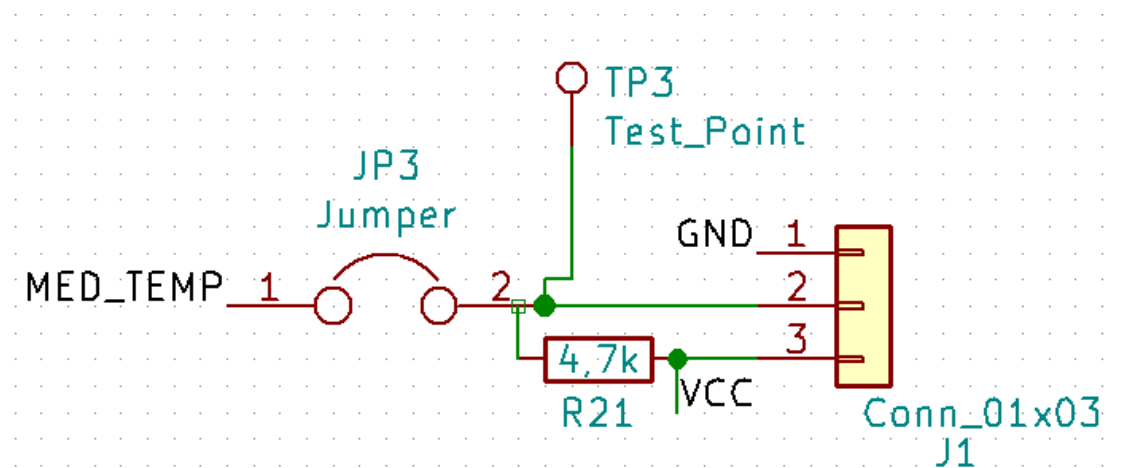 TP3
Test_Point
JP3
Jumper
GND 1
MED_TEMP 1 2 2
4,7k 3
VCC
R21
Conn_01x03
J1